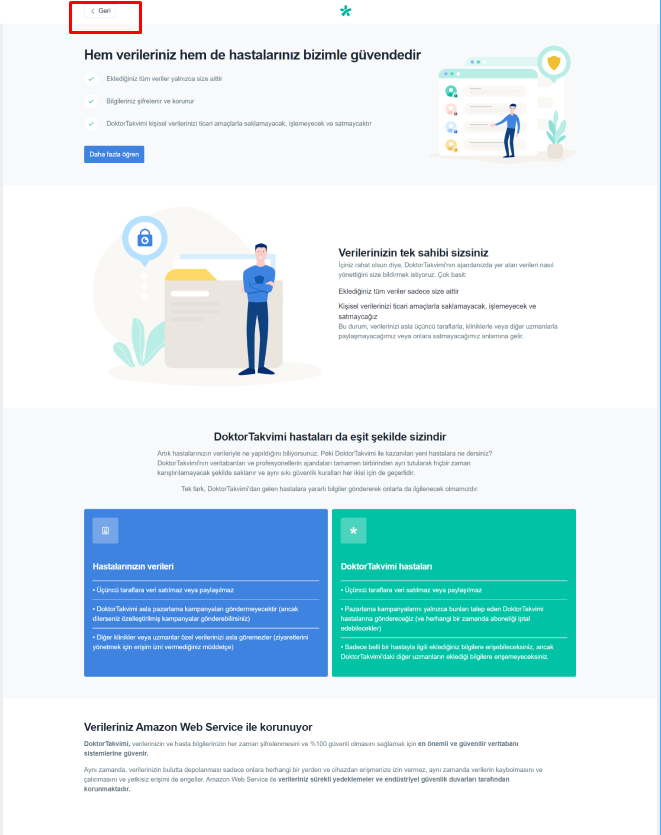 Geri
Hem verileriniz hem de hastalarınız bizimle güvendedir
Eklediğiniz tüm veriler yalnızca size aittir
Bilgileriniz şifrelenir ve korunur
DoktorTakvimi kişisel verilerinizi ticari amaçlarla saklamayacak, işlemeyecek ve satmayacaktır
Daha fazla öğren
Verilerinizin tek sahibi sizsiniz
İçiniz rahat olsun diye, DoktorTakvimi'nın ajandanızda yer alan verileri nasıl
yönettiğini size bildirmek istiyoruz. Çok basit:
Eklediğiniz tüm veriler sadece size aittir
Kişisel verilerinizi ticari amaçlarla saklamayacak, işlemeyecek ve
satmayacağız
Bu durum, verilerinizi asla üçüncü taraflarla, kliniklerle veya diğer uzmanlarla
paylaşmayacağımız veya onlara satmayacağımız anlamına gelir.
DoktorTakvimi hastaları da eşit şekilde sizindir
Artık hastalarınızın verileriyle ne yapıldığını biliyorsunuz. Peki DoktorTakvimi ile kazanılan yeni hastalara ne dersiniz?
DoktorTakvimi'nın veritabanları ve profesyonellerin ajandaları tamamen birbirinden ayrı tutularak hiçbir zaman
karıştırılamayacak şekilde saklanır ve aynı sıkı güvenlik kuralları her ikisi için de geçerlidir.
Tek fark, DoktorTakvimi'dan gelen hastalara yararlı bilgiler göndererek onlarla da ilgilenecek olmamızdır.
Hastalarınızın verileri
• Üçüncü taraflara veri satılmaz veya paylaşılmaz
• DoktorTakvimi asla pazarlama kampanyaları göndermeyecektir (ancak
dilerseniz özelleştirilmiş kampanyalar gönderebilirsiniz)
• Diğer klinikler veya uzmanlar özel verilerinizi asla göremezler (ziyaretlerini
yönetmek için erişim izni vermediğiniz müddetçe)
DoktorTakvimi hastaları
• Üçüncü taraflara veri satılmaz veya paylaşılmaz
• Pazarlama kampanyalarını yalnızca bunları talep eden DoktorTakvimi
hastalarına göndereceğiz (ve herhangi bir zamanda aboneliği iptal
edebilecekler)
• Sadece belli bir hastayla ilgili eklediğiniz bilgilere erişebileceksiniz, ancak
DoktorTakvimi'daki diğer uzmanların eklediği bilgilere erişemeyeceksiniz.
Verileriniz Amazon Web Service ile korunuyor
DoktorTakvimi, verilerinizin ve hasta bilgilerinizin her zaman şifrelenmesini ve %100 güvenli olmasını sağlamak için en önemli ve güvenilir veritabanı
sistemlerine güvenir.
Aynı zamanda, verilerinizin bulutta depolanması sadece onlara herhangi bir yerden ve cihazdan erişmenize izin vermez, aynı zamanda verilerin kaybolmasını ve
çalınmasını ve yetkisiz erişimi de engeller. Amazon Web Service ile verileriniz sürekli yedeklemeler ve endüstriyel güvenlik duvarları tarafından
korunmaktadır.